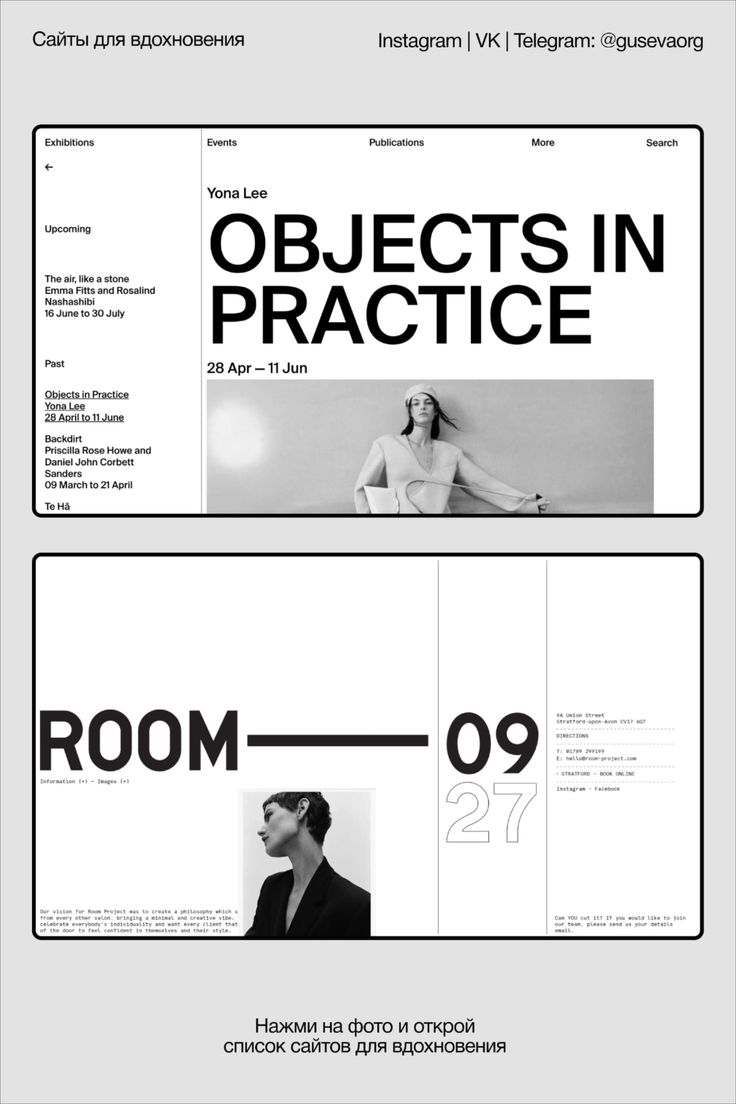 Сайты для вдохновения
Instagram | VK | Telegram: @gusevaorg
Exhibitions
Events
Publications
More
Search
←
Upcoming
The air, like a stone
Emma Fitts and Rosalind
Nashashibi
16 June to 30 July
Past
Objects in Practice
Yona Lee
28 April to 11 June
Backdirt
Priscilla Rose Howe and
Daniel John Corbett
Sanders
09 March to 21 April
Te Hā
Yona Lee
OBJECTS IN
PRACTICE
28 Apr — 11 Jun
ROOM
Information (+) – Images (+)
Our vision for Room Project was to create a philosophy which s
from every other salon. bringing a minimal and creative vibe.
celebrate everybody's individuality and want every client that
of the door to feel confident in themselves and their style.
09
27
9A Union Street
Stratford-upon-Avon CV37 6QT
DIRECTIONS
T: 01789 299199
E: hello@room-project.com
- STRATFORD - BOOK ONLINE
Instagram - Facebook
Can YOU cut it? If you would like to join
our team, please send us your details
email.
Нажми на фото и открой
список сайтов для вдохновения